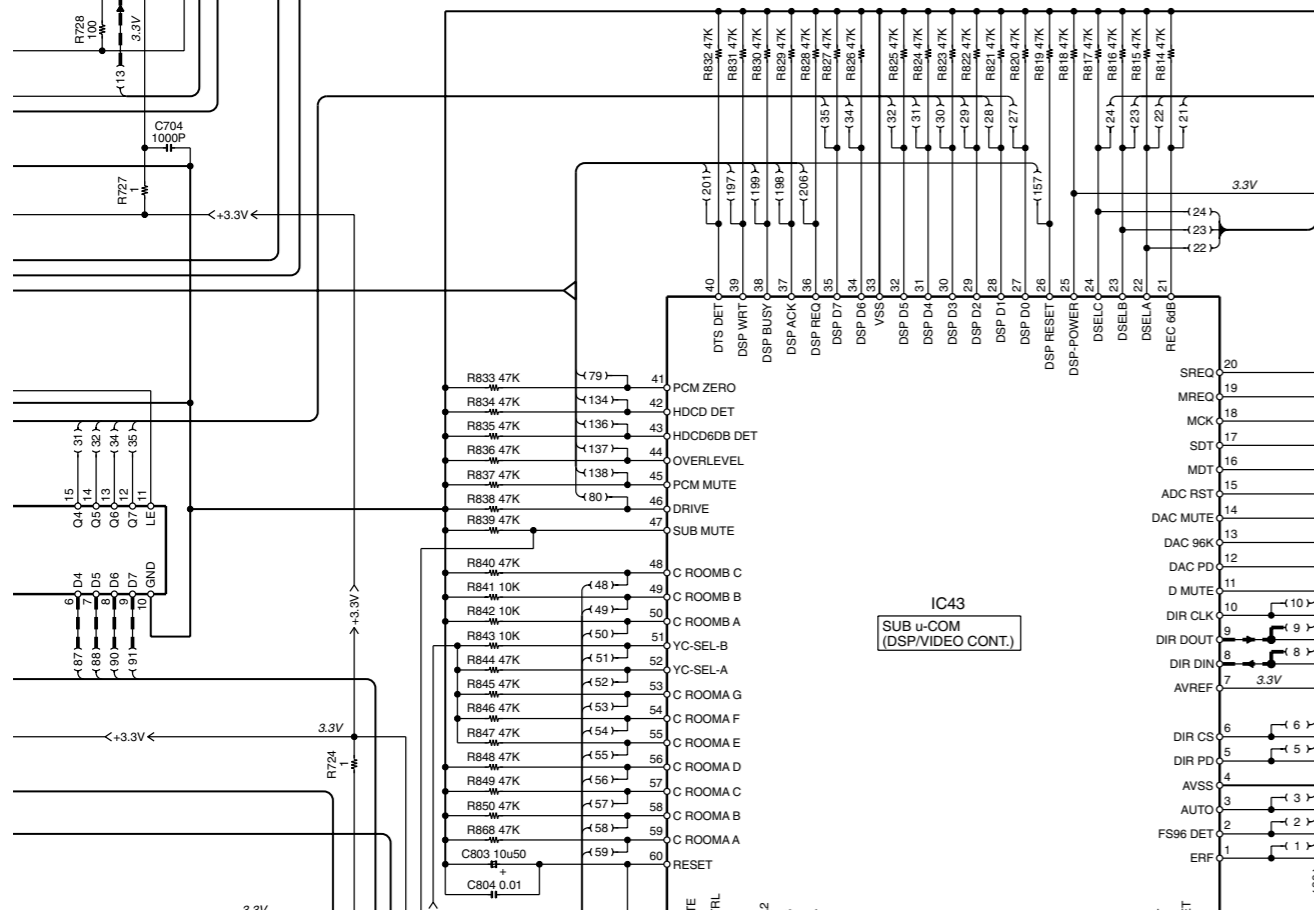 R728
100
3.3V
13
C704
1000P
R727
1
+3.3V
R832 47K
R831 47K
R830 47K
R829 47K
R828 47K
R827 47K
R826 47K
R825 47K
R824 47K
R823 47K
R822 47K
R821 47K
R820 47K
R819 47K
R818 47K
R817 47K
R816 47K
R815 47K
R814 47K
35
34
32
31
30
29
28
27
24
23
22
21
201
197
199
198
206
157
3.3V
24
23
22
40
39
38
37
36
35
34
33
32
31
30
29
28
27
26
25
24
23
22
21
DTS DET
DSP WRT
DSP BUSY
DSP ACK
DSP REQ
DSP D7
DSP D6
VSS
DSP D5
DSP D4
DSP D3
DSP D2
DSP D1
DSP D0
DSP RESET
DSP-POWER
DSELC
DSELB
DSELA
REC 6dB
R833 47K 79 41 PCM ZERO
R834 47K 134 42 HDCD DET
R835 47K 136 43 HDCD6DB DET
R836 47K 137 44 OVERLEVEL
R837 47K 138 45 PCM MUTE
R838 47K 80 46 DRIVE
R839 47K 47 SUB MUTE
R840 47K 48 C ROOMB C
R841 10K 48 49 C ROOMB B
R842 10K 49 50 C ROOMB A
R843 10K 50 51 YC-SEL-B
R844 47K 51 52 YC-SEL-A
R845 47K 52 53 C ROOMA G
R846 47K 53 54 C ROOMA F
R847 47K 54 55 C ROOMA E
R848 47K 55 56 C ROOMA D
R849 47K 56 57 C ROOMA C
R850 47K 57 58 C ROOMA B
R868 47K 58 59 C ROOMA A
C803 10u50 59 60 RESET
+
C804 0.01
31
32
34
35
15
14
13
12
11
Q4
Q5
Q6
Q7
LE
D4
D5
D6
D7
GND
6
7
8
9
10
87
88
90
91
+3.3V
+3.3V
3.3V
R724
1
3.3V
IC43
SUB u-COM
(DSP/VIDEO CONT.)
SREQ 20
MREQ 19
MCK 18
SDT 17
MDT 16
ADC RST 15
DAC MUTE 14
DAC 96K 13
DAC PD 12
D MUTE 11
DIR CLK 10 10
DIR DOUT 9 9
DIR DIN 8 8
AVREF 7 3.3V
DIR CS 6 6
DIR PD 5 5
AVSS 4
AUTO 3 3
FS96 DET 2 2
ERF 1 1